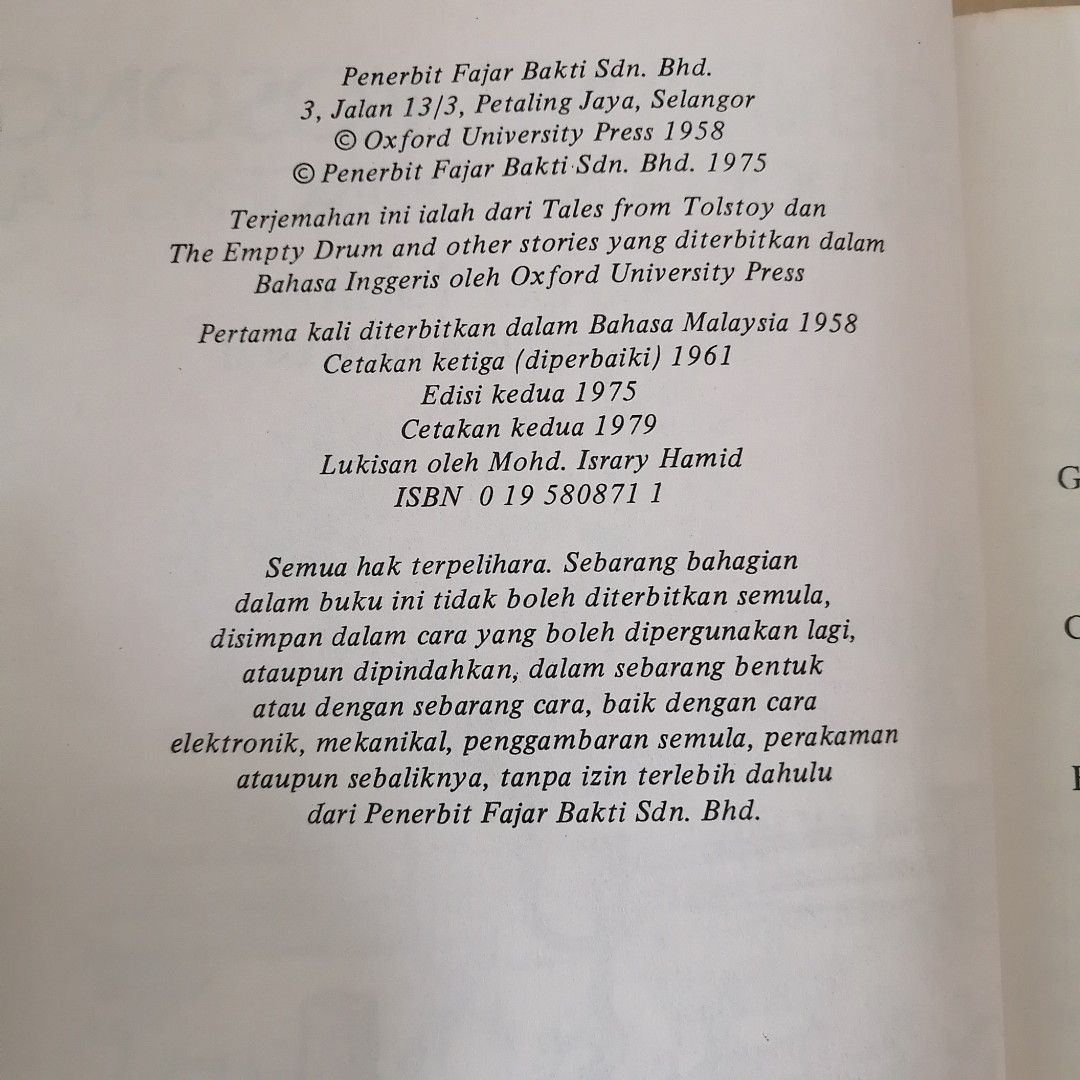 Penerbit Fajar Bakti Sdn. Bhd.
3, Jalan 13/3, Petaling Jaya, Selangor
© Oxford University Press 1958
© Penerbit Fajar Bakti Sdn. Bhd. 1975
Terjemahan ini ialah dari Tales from Tolstoy dan
The Empty Drum and other stories yang diterbitkan dalam
Bahasa Inggeris oleh Oxford University Press
Pertama kali diterbitkan dalam Bahasa Malaysia 1958
Cetakan ketiga (diperbaiki) 1961
Edisi kedua 1975
Cetakan kedua 1979
Lukisan oleh Mohd. Israry Hamid
ISBN 0 19 580871 1
Semua hak terpelihara. Sebarang bahagian
dalam buku ini tidak boleh diterbitkan semula,
disimpan dalam cara yang boleh dipergunakan lagi,
ataupun dipindahkan, dalam sebarang bentuk
atau dengan sebarang cara, baik dengan cara
elektronik, mekanikal, penggambaran semula, perakaman
ataupun sebaliknya, tanpa izin terlebih dahulu
dari Penerbit Fajar Bakti Sdn. Bhd.